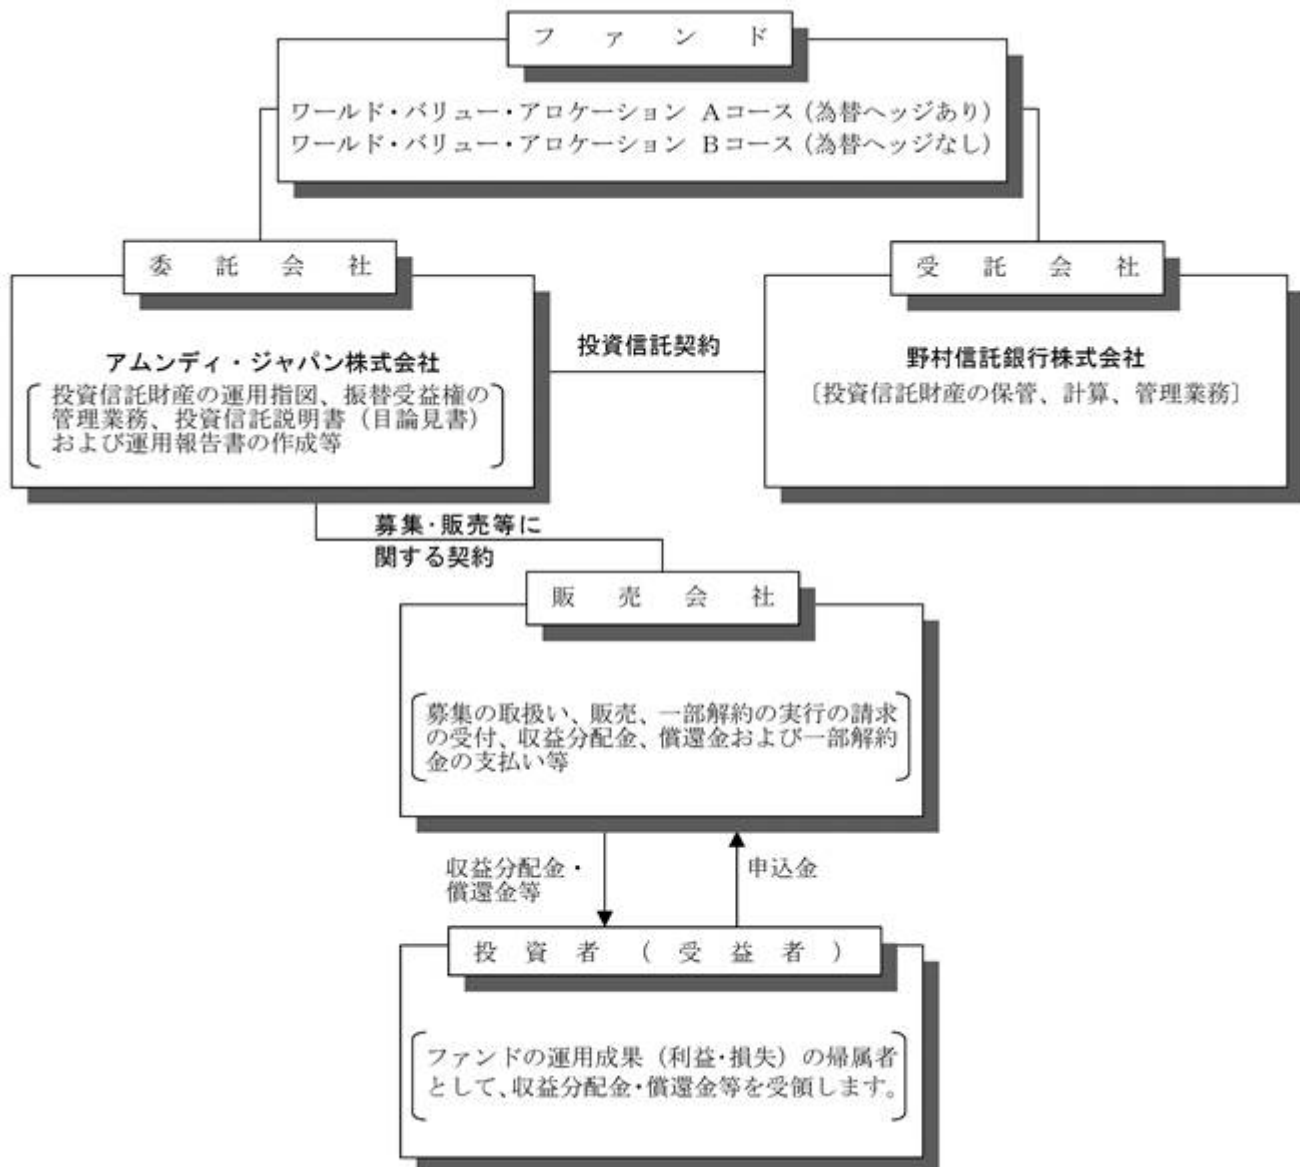 ファンド
ワールド・バリュー・アロケーション Aコース（為替ヘッジあり）
ワールド・バリュー・アロケーション Bコース（為替ヘッジなし）
委託会社
アムンディ・ジャパン株式会社
投資信託財産の運用指図、振替受益権の
管理業務、投資信託説明書（目論見書）
および運用報告書の作成等
投資信託契約
受託会社
野村信託銀行株式会社
〔投資信託財産の保管、計算、管理業務〕
募集・販売等に
関する契約
販売会社
募集の取扱い、販売、一部解約の実行の請求
の受付、収益分配金、償還金および一部解約
金の支払い等
収益分配金・
償還金等
申込金
投資者（受益者）
ファンドの運用成果（利益・損失）の帰属者
として、収益分配金・償還金等を受領します。